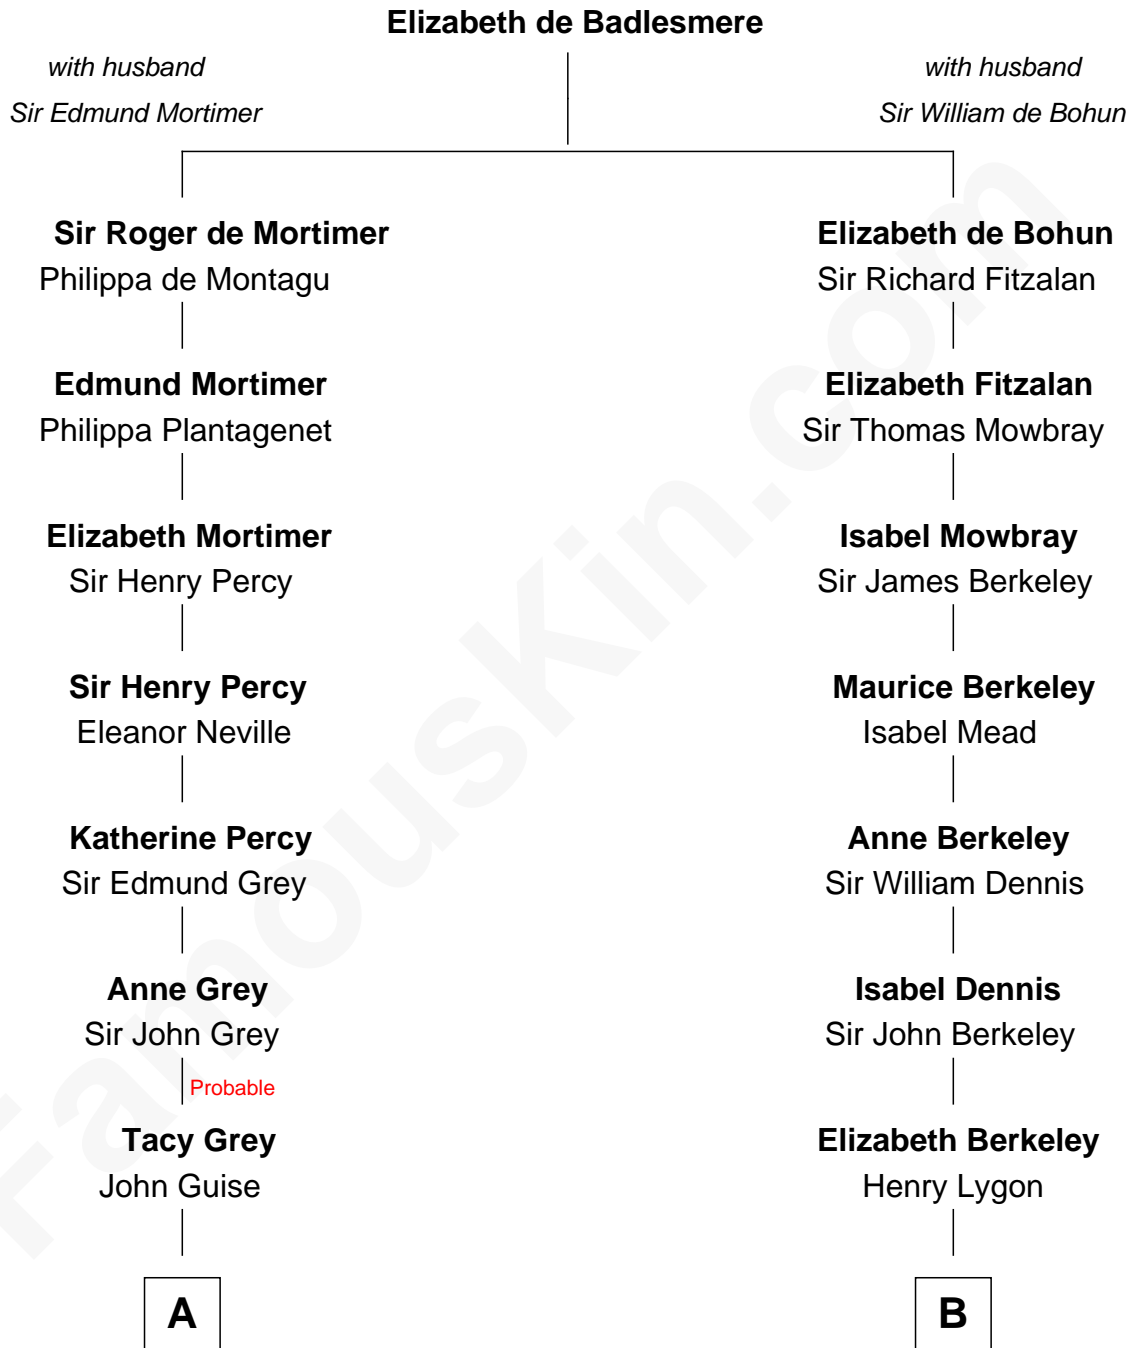 Elizabeth de Badlesmere
with husband
Sir Edmund Mortimer
with husband
Sir William de Bohun
Sir Roger de Mortimer
Philippa de Montagu
Edmund Mortimer
Philippa Plantagenet
Elizabeth Mortimer
Sir Henry Percy
Sir Henry Percy
Eleanor Neville
Katherine Percy
Sir Edmund Grey
Anne Grey
Sir John Grey
Probable
Tacy Grey
John Guise
A
Elizabeth de Bohun
Sir Richard Fitzalan
Elizabeth Fitzalan
Sir Thomas Mowbray
Isabel Mowbray
Sir James Berkeley
Maurice Berkeley
Isabel Mead
Anne Berkeley
Sir William Dennis
Isabel Dennis
Sir John Berkeley
Elizabeth Berkeley
Henry Lygon
B
FamousKin.com